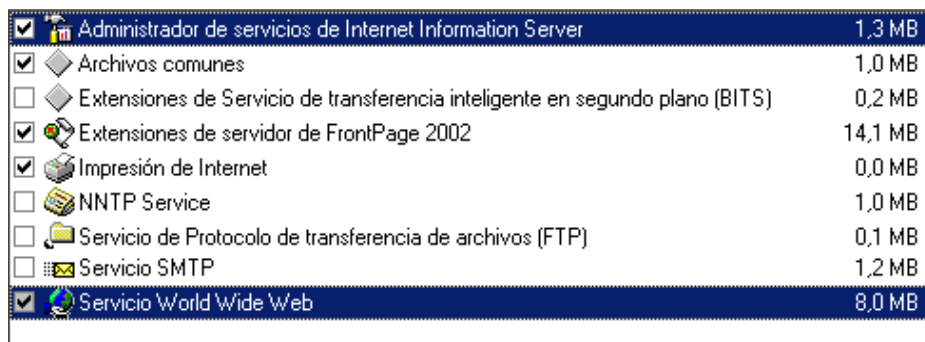 Administrador de servicios de Internet Information Server 1,3 MB
Archivos comunes 1,0 MB
Extensiones de Servicio de transferencia inteligente en segundo plano (BITS) 0,2 MB
Extensiones de servidor de FrontPage 2002 14,1 MB
Impresión de Internet 0,0 MB
NNTP Service 1,0 MB
Servicio de Protocolo de transferencia de archivos (FTP) 0,1 MB
Servicio SMTP 1,2 MB
Servicio World Wide Web 8,0 MB